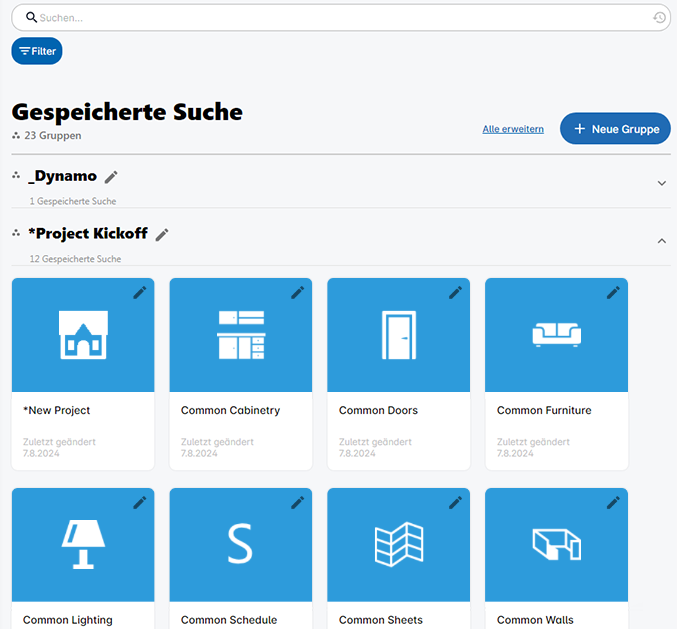 Suchen...
Filter
Gespeicherte Suche
23 Gruppen
Alle erweitern
+ Neue Gruppe
_Dynamo
1 Gespeicherte Suche
*Project Kickoff
12 Gespeicherte Suche
*New Project
Zuletzt geändert
7.8.2024
Common Cabinetry
Zuletzt geändert
7.8.2024
Common Doors
Zuletzt geändert
7.8.2024
Common Furniture
Zuletzt geändert
7.8.2024
Common Lighting
S
Common Schedule
Common Sheets
Common Walls